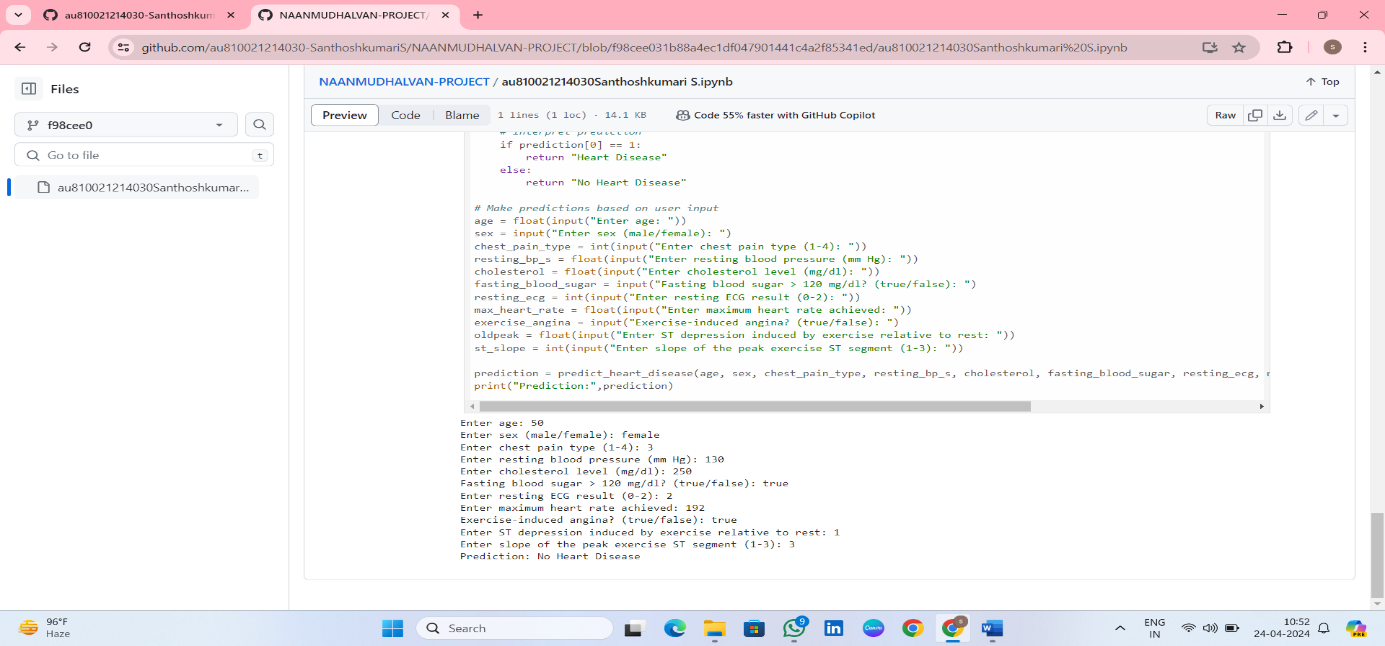 au810021214030-Santhoshkum
NAANMUDHALVAN-PROJECT/
github.com/au810021214030-SanthoshkumariS/NAANMUDHALVAN-PROJECT/blob/f98cee031b88a4ec1df047901441c4a2f85341ed/au810021214030Santhoshkumari%20S.ipynb
s
Files
NAANMUDHALVAN-PROJECT / au810021214030Santhoshkumari S.ipynb
Top
f98cee0
Preview Code Blame 1 lines (1 loc) · 14.1 KB Code 55% faster with GitHub Copilot Raw
Go to file t
au810021214030Santhoshkumar...
# Interpret prediction
if prediction[0] == 1:
return "Heart Disease"
else:
return "No Heart Disease"
# Make predictions based on user input
age = float(input("Enter age: "))
sex = input("Enter sex (male/female): ")
chest_pain_type = int(input("Enter chest pain type (1-4): "))
resting_bp_s = float(input("Enter resting blood pressure (mm Hg): "))
cholesterol = float(input("Enter cholesterol level (mg/dl): "))
fasting_blood_sugar = input("Fasting blood sugar > 120 mg/dl? (true/false): ")
resting_ecg = int(input("Enter resting ECG result (0-2): "))
max_heart_rate = float(input("Enter maximum heart rate achieved: "))
exercise_angina = input("Exercise-induced angina? (true/false): ")
oldpeak = float(input("Enter ST depression induced by exercise relative to rest: "))
st_slope = int(input("Enter slope of the peak exercise ST segment (1-3): "))
prediction = predict_heart_disease(age, sex, chest_pain_type, resting_bp_s, cholesterol, fasting_blood_sugar, resting_ecg,
print("Prediction:",prediction)
Enter age: 50
Enter sex (male/female): female
Enter chest pain type (1-4): 3
Enter resting blood pressure (mm Hg): 130
Enter cholesterol level (mg/dl): 250
Fasting blood sugar > 120 mg/dl? (true/false): true
Enter resting ECG result (0-2): 2
Enter maximum heart rate achieved: 192
Exercise-induced angina? (true/false): true
Enter ST depression induced by exercise relative to rest: 1
Enter slope of the peak exercise ST segment (1-3): 3
Prediction: No Heart Disease
96°F
Haze
Search
9
in
Canva
s
W
ENG
IN
10:52
24-04-2024
PRE